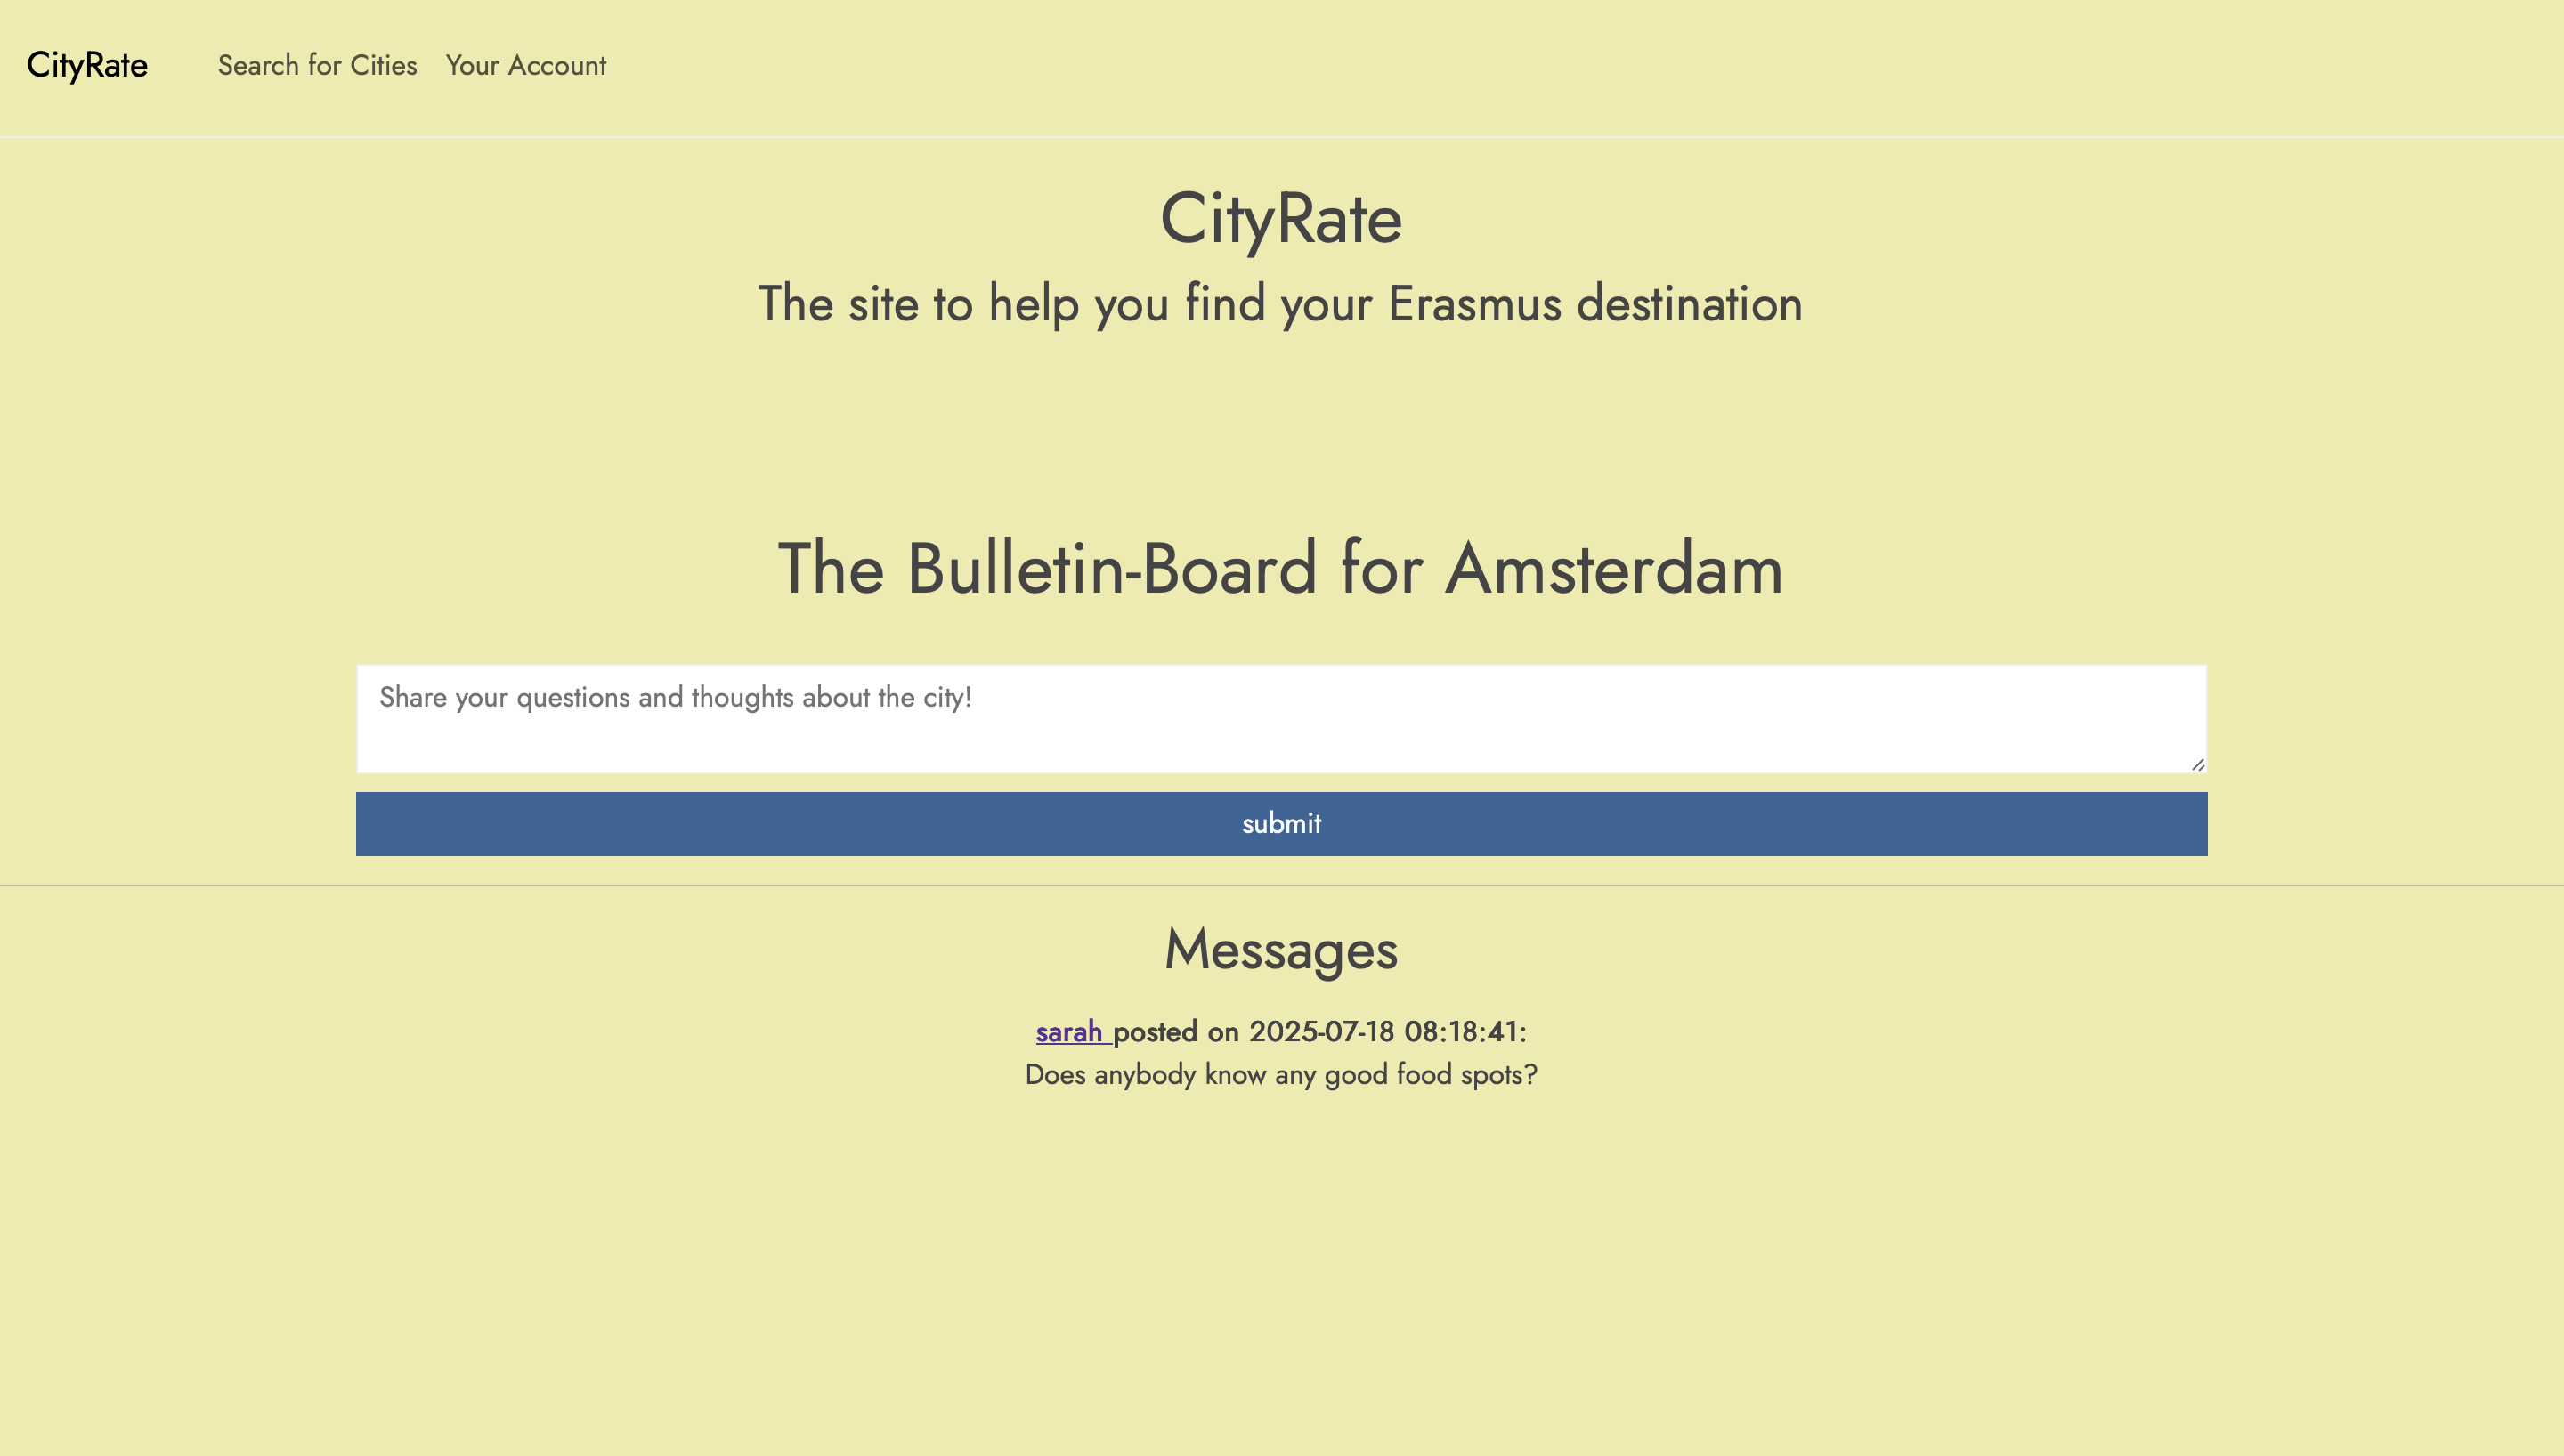 CityRate
Search for Cities
Your Account
CityRate
The site to help you find your Erasmus destination
The Bulletin-Board for Amsterdam
Share your questions and thoughts about the city!
submit
Messages
sarah posted on 2025-07-18 08:18:41:
Does anybody know any good food spots?